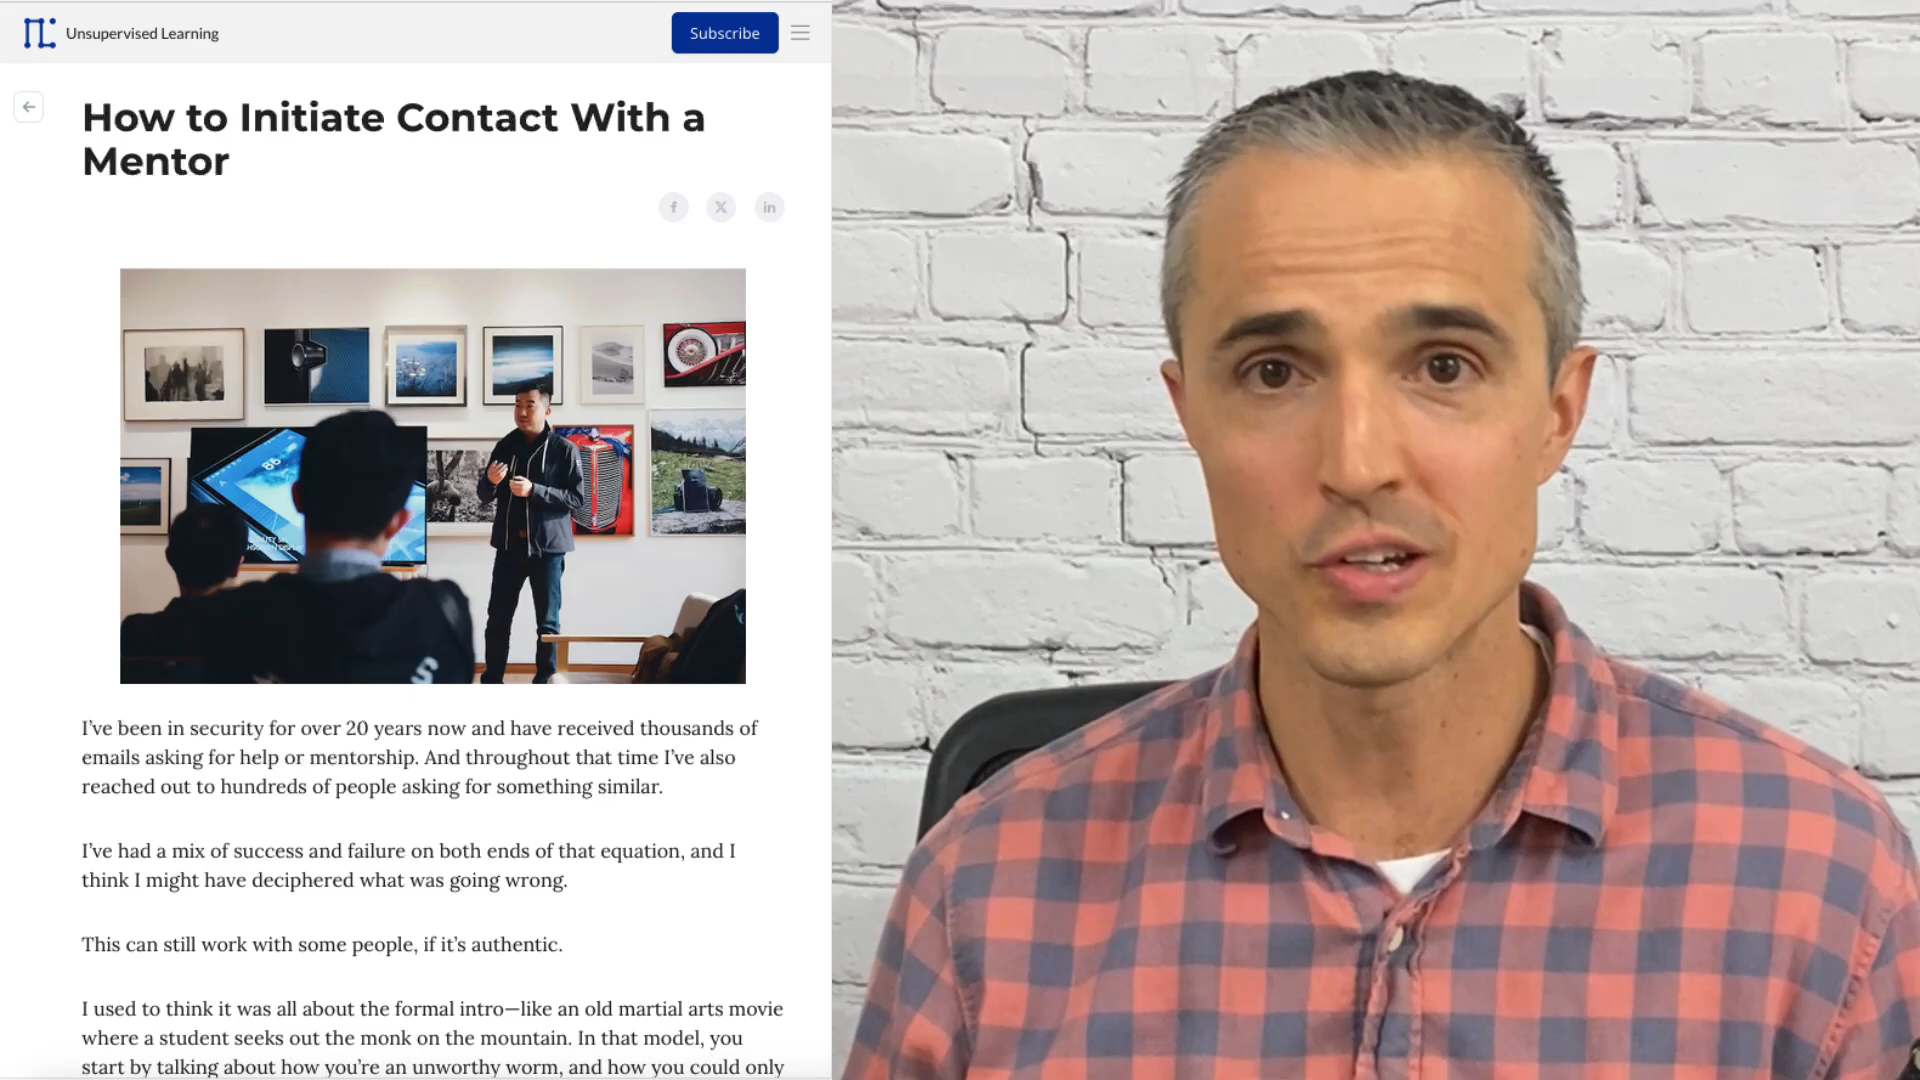 Unsupervised Learning
Subscribe
How to Initiate Contact With a
Mentor
I’ve been in security for over 20 years now and have received thousands of
emails asking for help or mentorship. And throughout that time I’ve also
reached out to hundreds of people asking for something similar.
I’ve had a mix of success and failure on both ends of that equation, and I
think I might have deciphered what was going wrong.
This can still work with some people, if it’s authentic.
I used to think it was all about the formal intro—like an old martial arts movie
where a student seeks out the monk on the mountain. In that model, you
start by talking about how you’re an unworthy worm, and how you could only